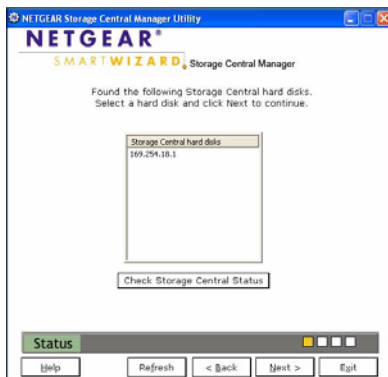 NETGEAR Storage Central Manager Utility
NETGEAR®
SMARTWIZARD Storage Central Manager
Found the following Storage Central hard disks.
Select a hard disk and click Next to continue.
Storage Central hard disks
169.254.18.1
Check Storage Central Status
Status
Help Refresh < Back Next > Exit